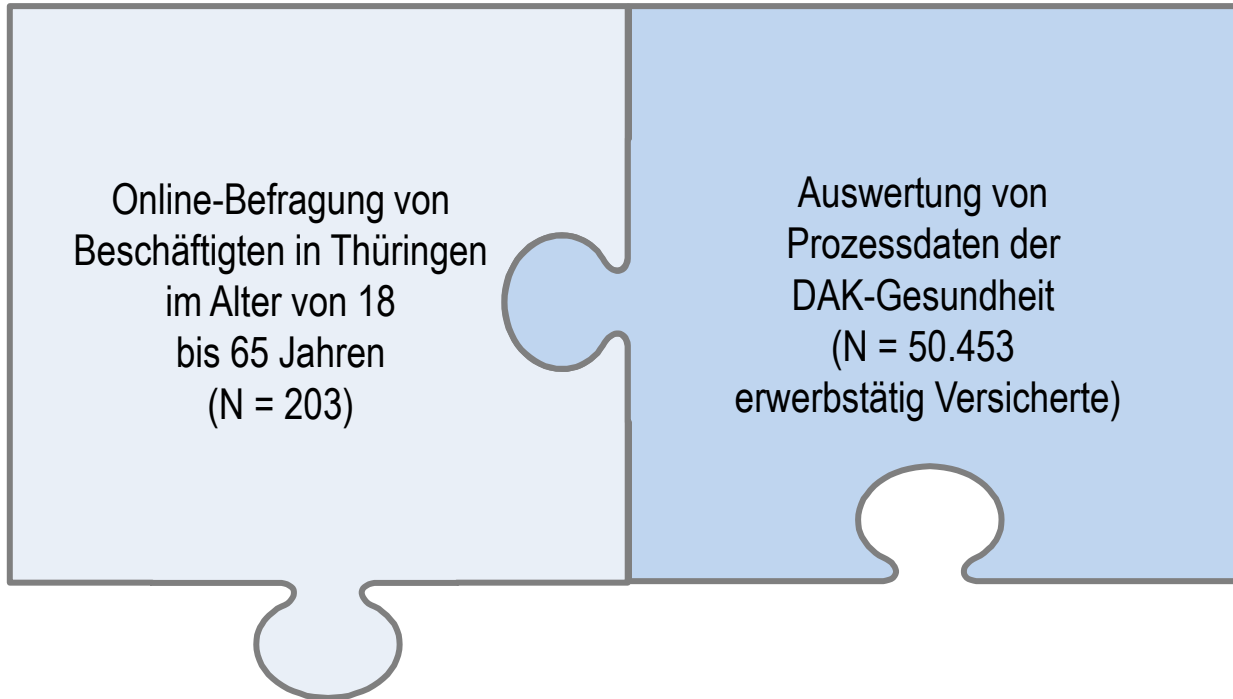 Online-Befragung von
Beschäftigten in Thüringen
im Alter von 18
bis 65 Jahren
(N = 203)
Auswertung von
Prozessdaten der
DAK-Gesundheit
(N = 50.453
erwerbstätig Versicherte)